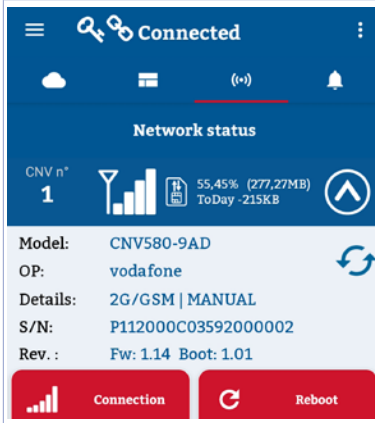 Connected
Network status
CNV n°
1
55,45% (277,27MB)
ToDay -215KB
Model: CNV580-9AD
OP: vodafone
Details: 2G/GSM | MANUAL
S/N: P112000C03592000002
Rev. : Fw: 1.14 Boot: 1.01
Connection Reboot